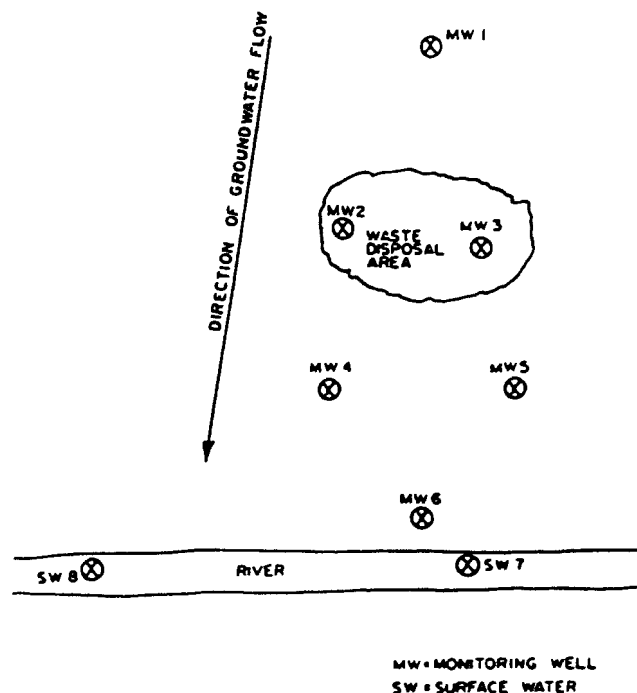 MW 1
DIRECTION OF GROUNDWATER FLOW
MW2
MW 3
WASTE
DISPOSAL
AREA
MW 4
MW5
MW6
SW 8
RIVER
SW 7
MW = MONITORING WELL
SW = SURFACE WATER